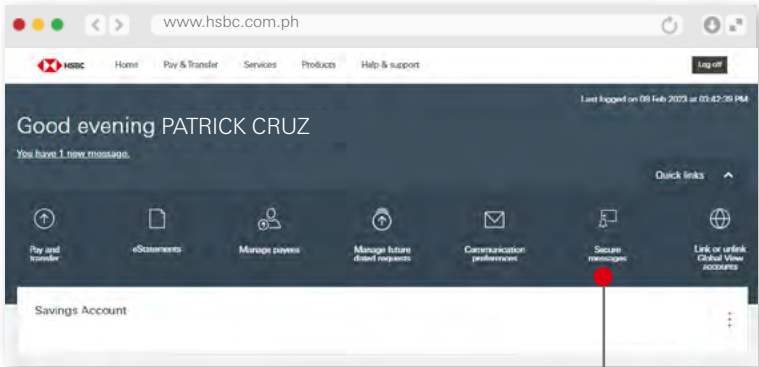 www.hsbc.com.ph
HSBC Home Pay & Transfer Services Products Help & support Log off
Last logged on 08 Feb 2023 at 03:42:39 PM
Good evening PATRICK CRUZ
You have 1 new message.
Quick links
Pay and transfer
eStatements
Manage payees
Manage future dated requests
Communication preferences
Secure messages
Link or unlink Global View accounts
Savings Account